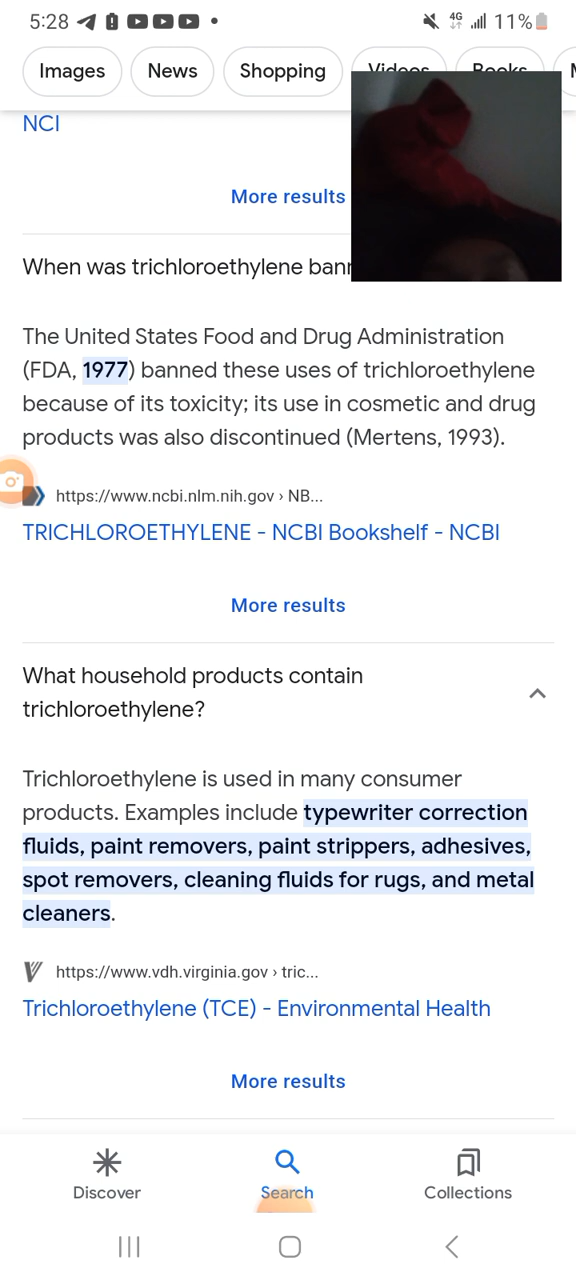 5:28
4G
11%
Images
News
Shopping
Videos
Books
NCI
More results
When was trichloroethylene
The United States Food and Drug Administration
(FDA, 1977) banned these uses of trichloroethylene
because of its toxicity; its use in cosmetic and drug
products was also discontinued (Mertens, 1993).
https://www.ncbi.nlm.nih.gov › NB...
TRICHLOROETHYLENE - NCBI Bookshelf - NCBI
More results
What household products contain
trichloroethylene?
Trichloroethylene is used in many consumer
products. Examples include typewriter correction
fluids, paint removers, paint strippers, adhesives,
spot removers, cleaning fluids for rugs, and metal
cleaners.
https://www.vdh.virginia.gov › tric...
Trichloroethylene (TCE) - Environmental Health
More results
Discover
Search
Collections